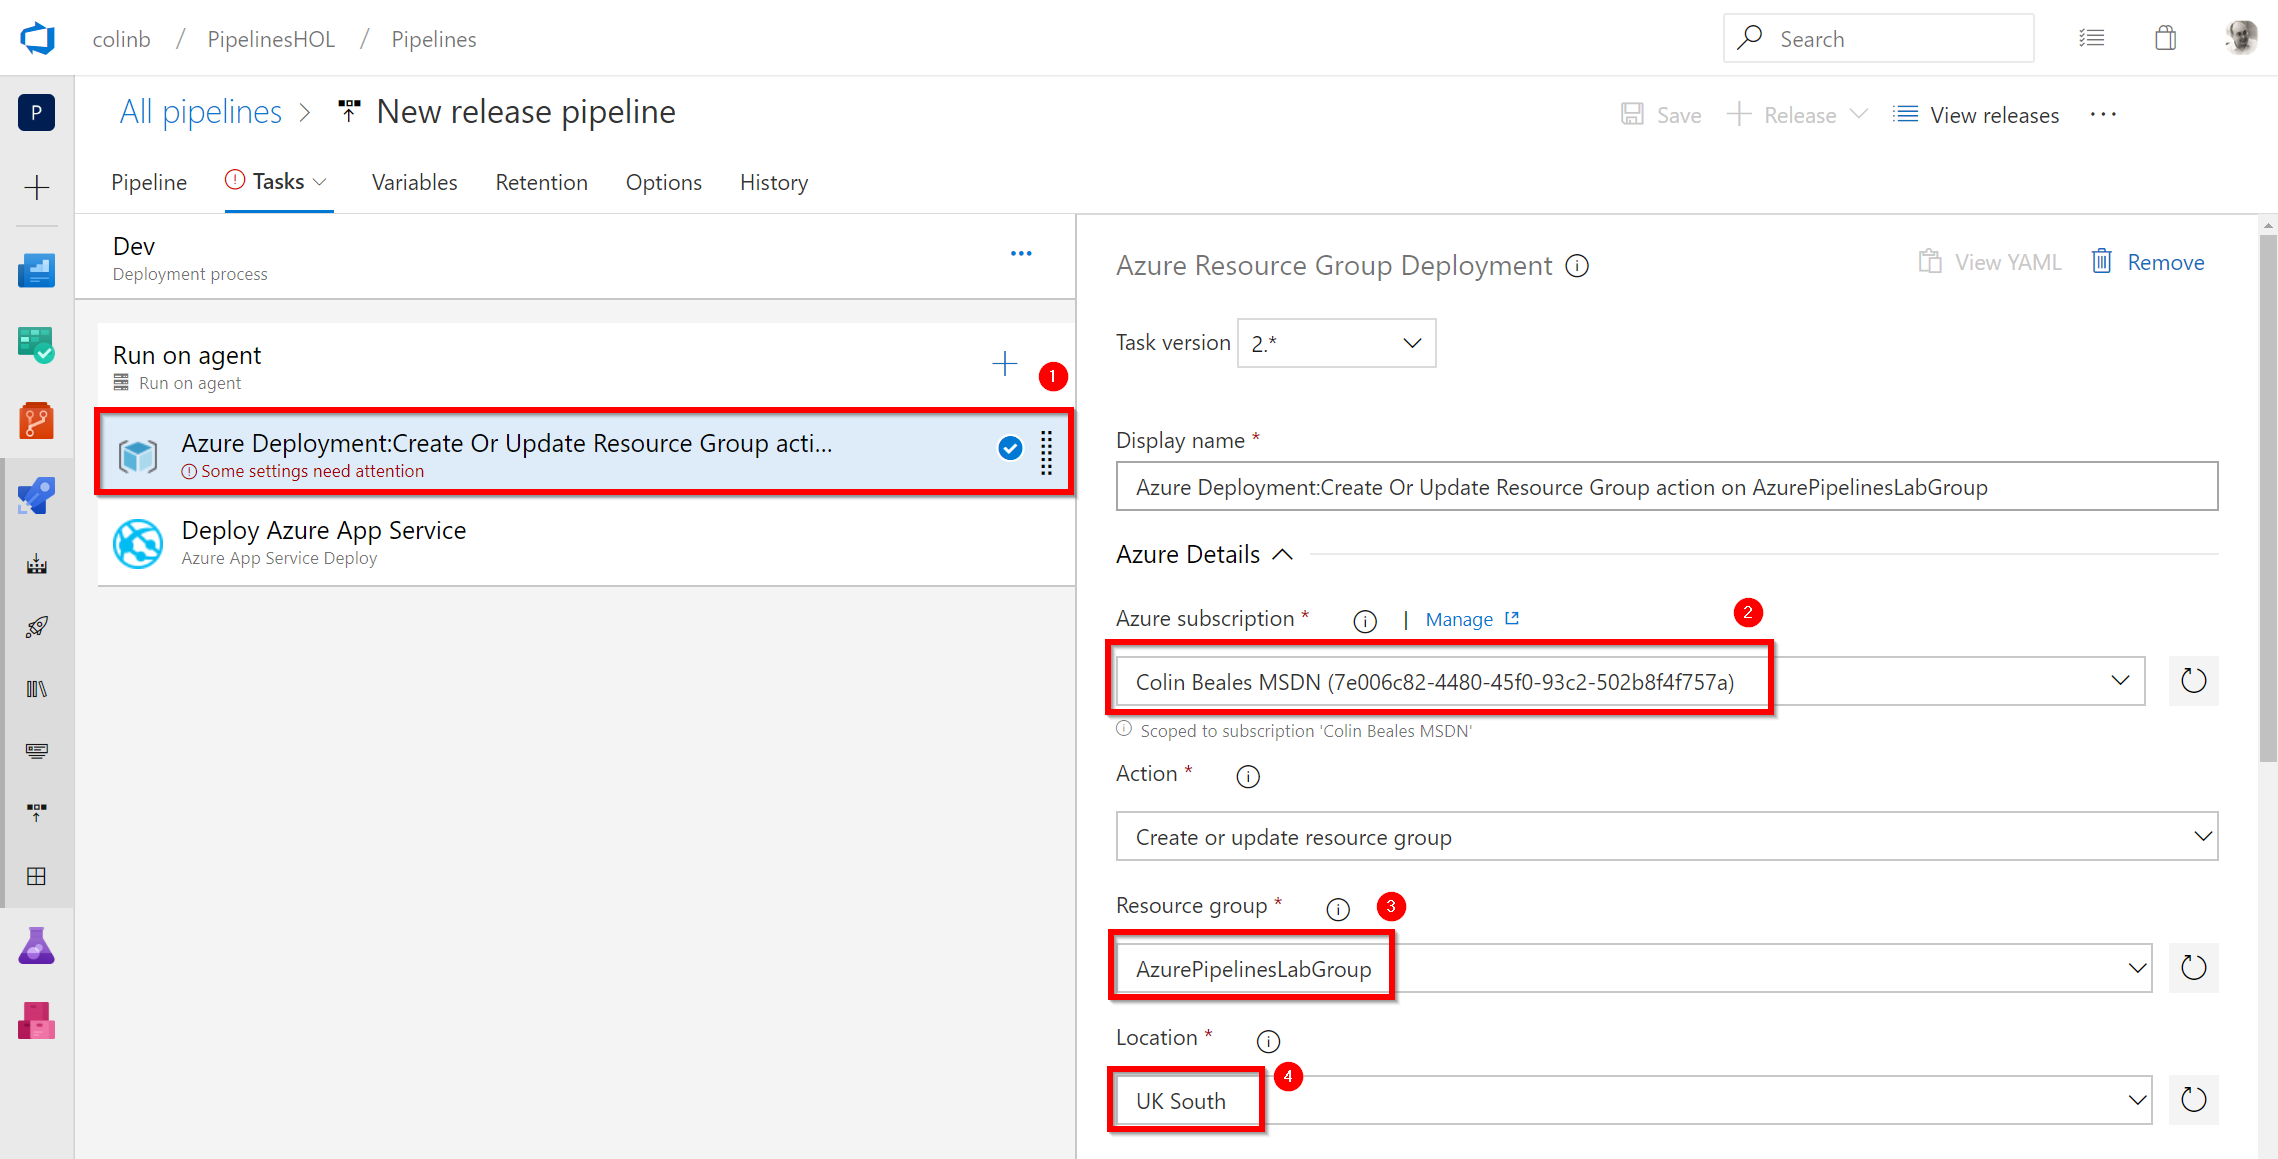 colinb / PipelinesHOL / Pipelines
Search
P
All pipelines > New release pipeline
Save
Release
View releases
...
Pipeline
Tasks
Variables
Retention
Options
History
Dev
Deployment process
...
Run on agent
Run on agent
1
Azure Deployment:Create Or Update Resource Group acti...
Some settings need attention
Deploy Azure App Service
Azure App Service Deploy
Azure Resource Group Deployment
View YAML
Remove
Task version
2.*
Display name *
Azure Deployment:Create Or Update Resource Group action on AzurePipelinesLabGroup
Azure Details
Azure subscription * | Manage
2
Colin Beales MSDN (7e006c82-4480-45f0-93c2-502b8f4f757a)
Scoped to subscription 'Colin Beales MSDN'
Action *
Create or update resource group
Resource group *
3
AzurePipelinesLabGroup
Location *
4
UK South